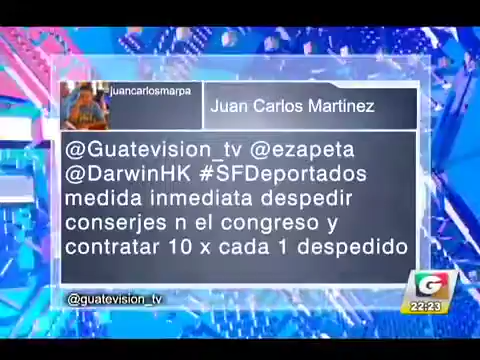 juancarlosmarpa
Juan Carlos Martinez
@Guatevision_tv @ezapeta
@DarwinHK #SFDeportados
medida inmediata despedir
conserjes n el congreso y
contratar 10 x cada 1 despedido
@guatevision_tv
G
22:23